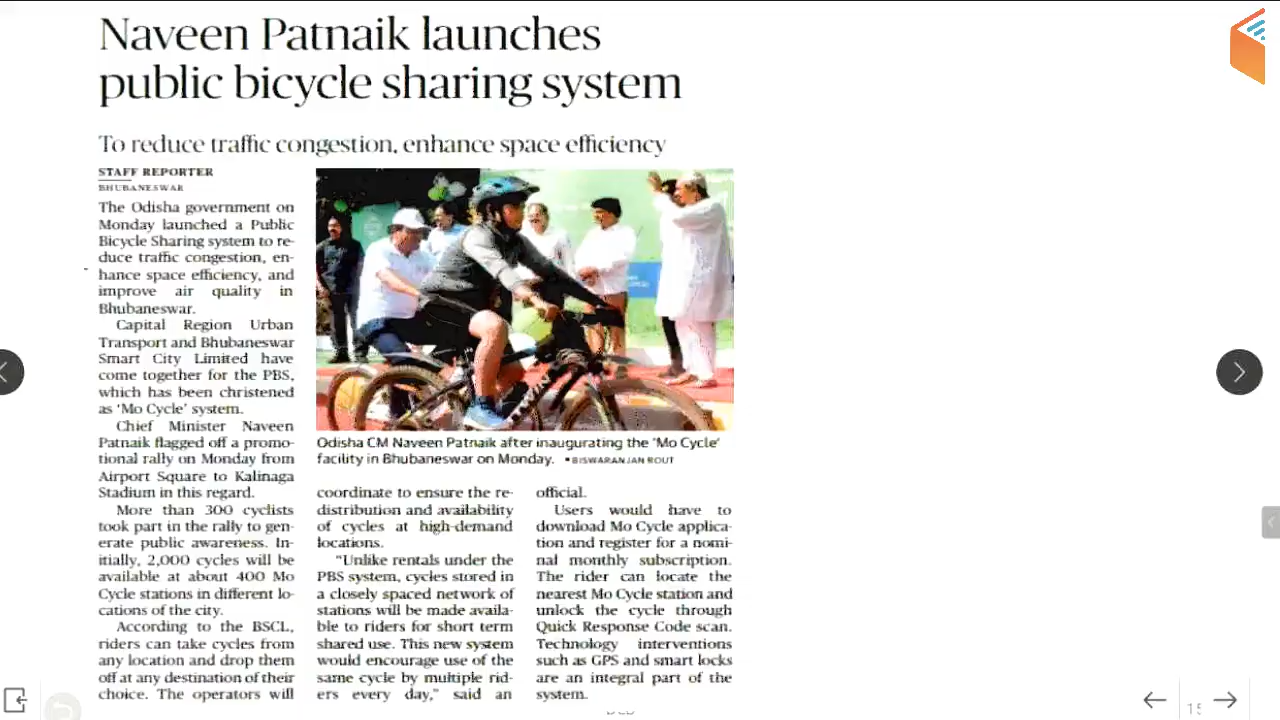 Naveen Patnaik launches
public bicycle sharing system
To reduce traffic congestion, enhance space efficiency
STAFF REPORTER
BHUBANESWAR
The Odisha government on
Monday launched a Public
Bicycle Sharing system to re-
duce traffic congestion, en-
hance space efficiency, and
improve air quality in
Bhubaneswar.
Capital Region Urban
Transport and Bhubaneswar
Smart City Limited have
come together for the PBS,
which has been christened
as ‘Mo Cycle’ system.
Chief Minister Naveen
Patnaik flagged off a promo-
tional rally on Monday from
Airport Square to Kalinaga
Stadium in this regard.
More than 300 cyclists
took part in the rally to gen-
erate public awareness. In-
itially, 2,000 cycles will be
available at about 400 Mo
Cycle stations in different lo-
cations of the city.
According to the BSCL,
riders can take cycles from
any location and drop them
off at any destination of their
choice. The operators will
Odisha CM Naveen Patnaik after inaugurating the ‘Mo Cycle’
facility in Bhubaneswar on Monday. •BISWARANJAN ROUT
coordinate to ensure the re-
distribution and availability
of cycles at high-demand
locations.
“Unlike rentals under the
PBS system, cycles stored in
a closely spaced network of
stations will be made availa-
ble to riders for short term
shared use. This new system
would encourage use of the
same cycle by multiple rid-
ers every day,” said an
official.
Users would have to
download Mo Cycle applica-
tion and register for a nomi-
nal monthly subscription.
The rider can locate the
nearest Mo Cycle station and
unlock the cycle through
Quick Response Code scan.
Technology interventions
such as GPS and smart locks
are an integral part of the
system.